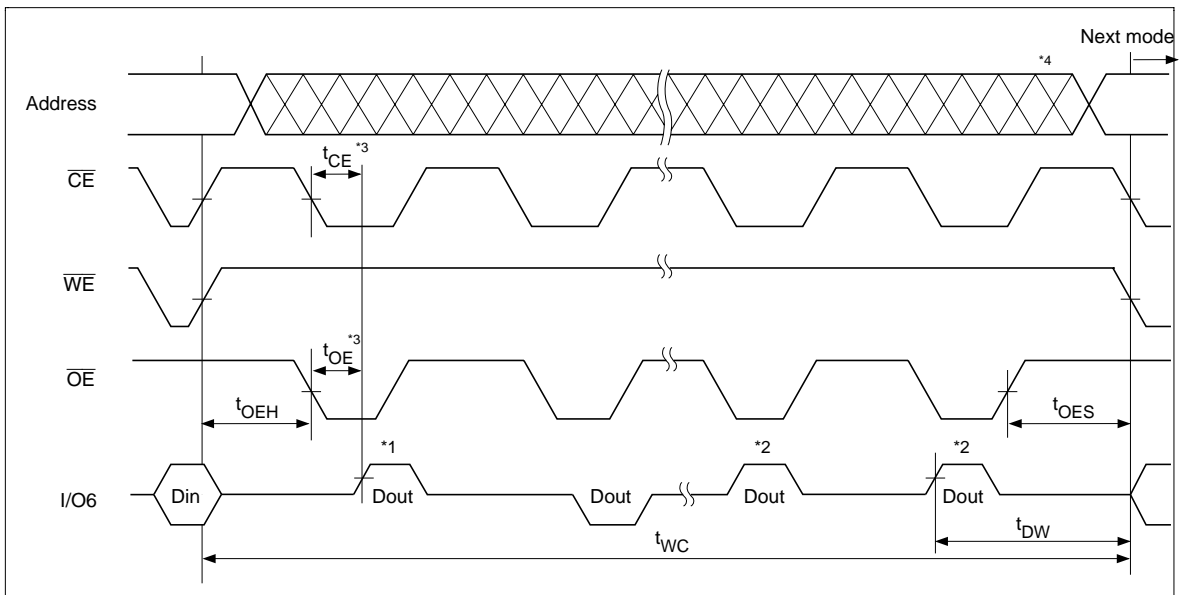 Next mode
*4
Address
tCE *3
CE
WE
tOE *3
OE
tOEH
tOES
*1
*2
*2
I/O6
Din
Dout
Dout
Dout
Dout
tWC
tDW